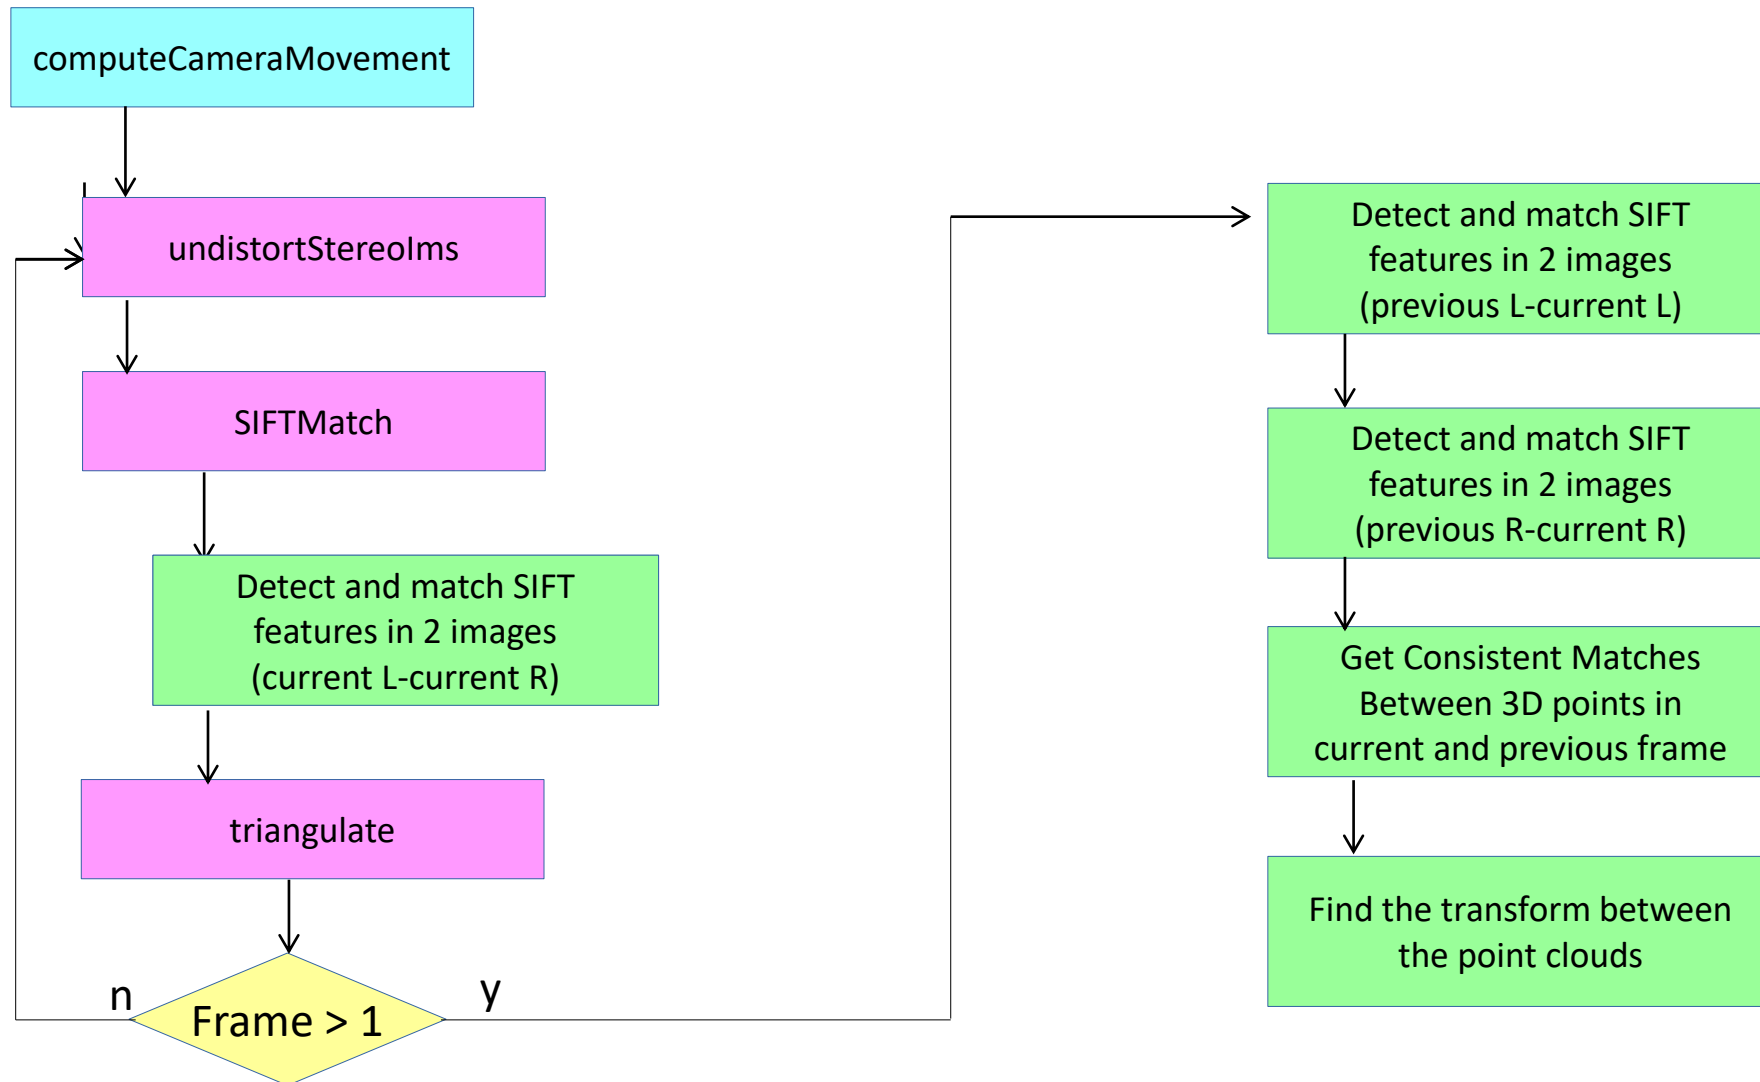 computeCameraMovement
undistortStereoIms
SIFTMatch
Detect and match SIFT
features in 2 images
(current L-current R)
triangulate
n
y
Frame > 1
Detect and match SIFT
features in 2 images
(previous L-current L)
Detect and match SIFT
features in 2 images
(previous R-current R)
Get Consistent Matches
Between 3D points in
current and previous frame
Find the transform between
the point clouds